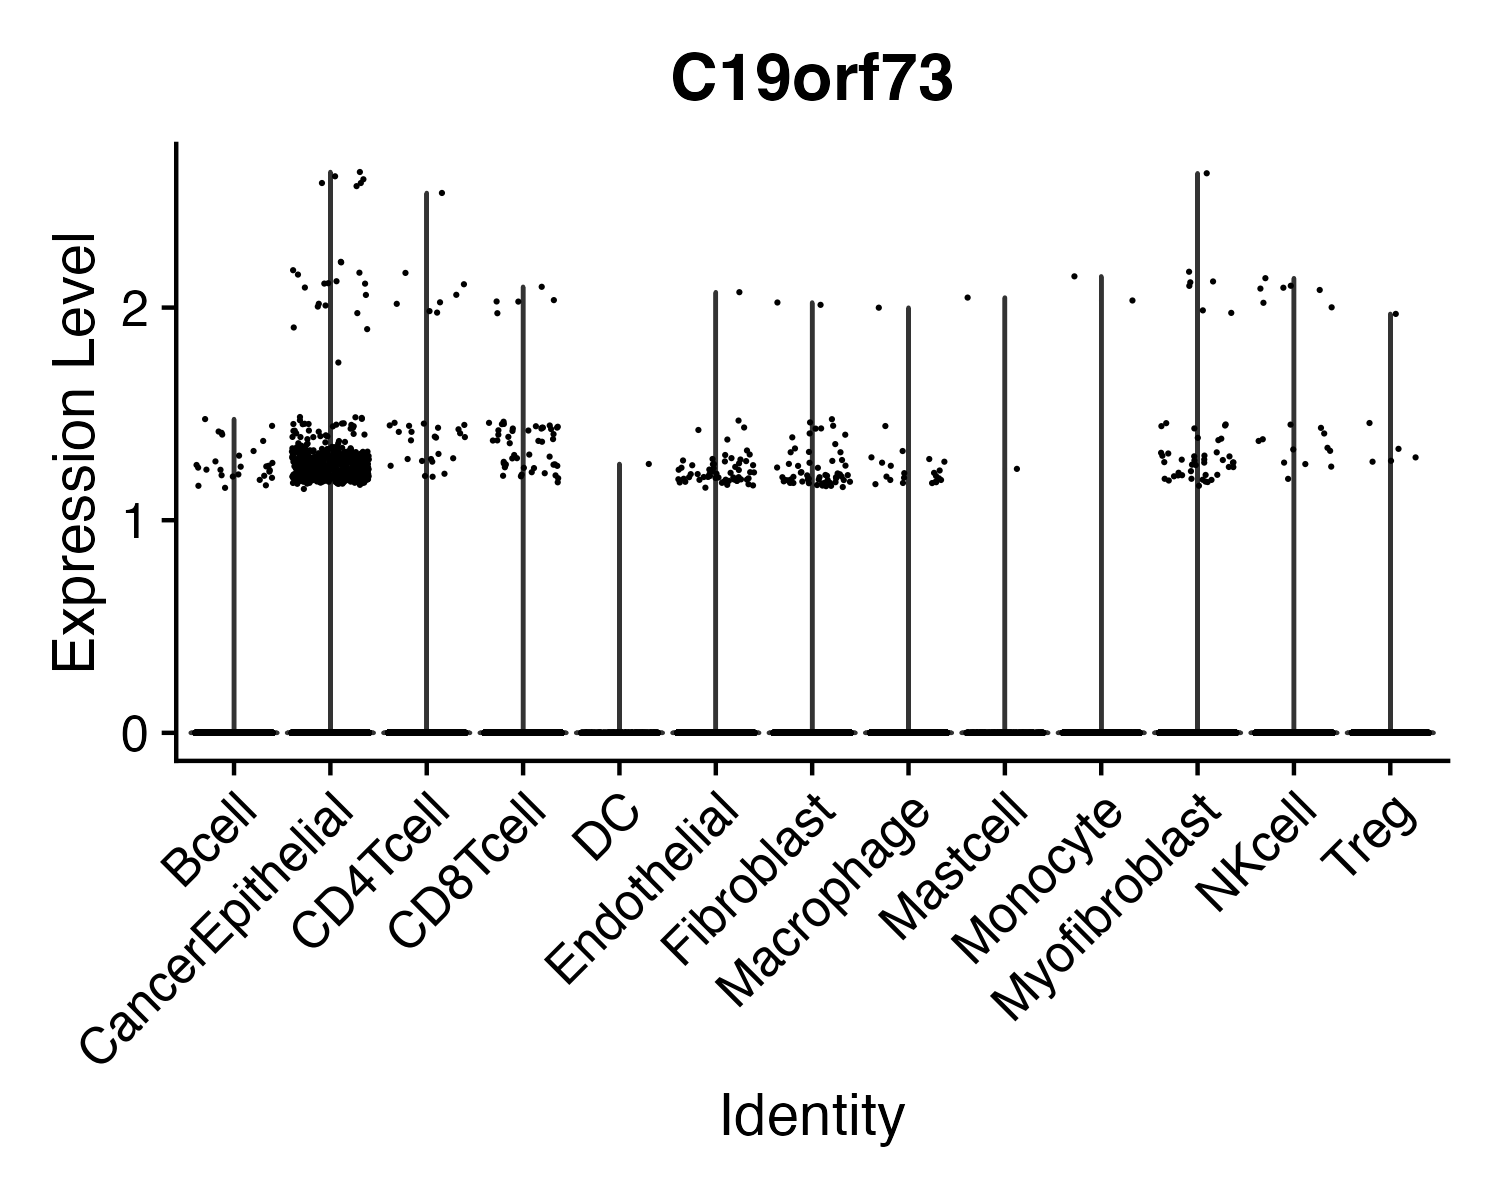 C19orf73
Expression Level
2
1
0
Bcell
CancerEpithelial
CD4Tcell
CD8Tcell
DC
Endothelial
Fibroblast
Macrophage
Mastcell
Monocyte
Myofibroblast
NKcell
Treg
Identity